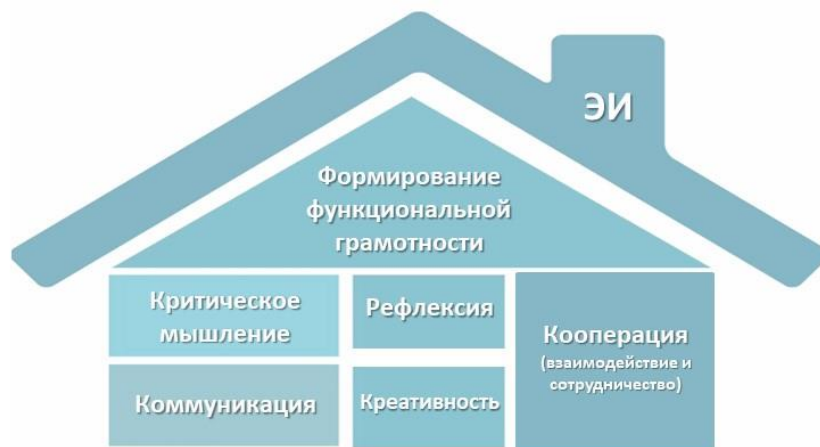 ЭИ
Формирование
функциональной
грамотности
Критическое
мышление
Рефлексия
Кооперация
(взаимодействие и
сотрудничество)
Коммуникация
Креативность